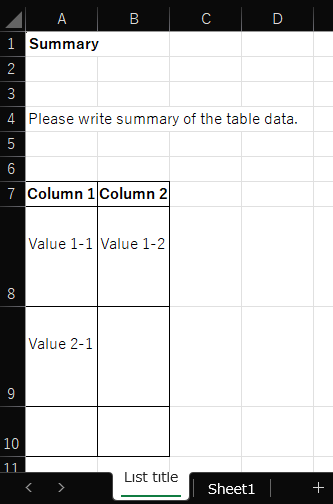 A B C D
1 Summary
2
3
4 Please write summary of the table data.
5
6
7 Column 1 Column 2
8 Value 1-1 Value 1-2
9 Value 2-1
10
11
< > List title Sheet1 +